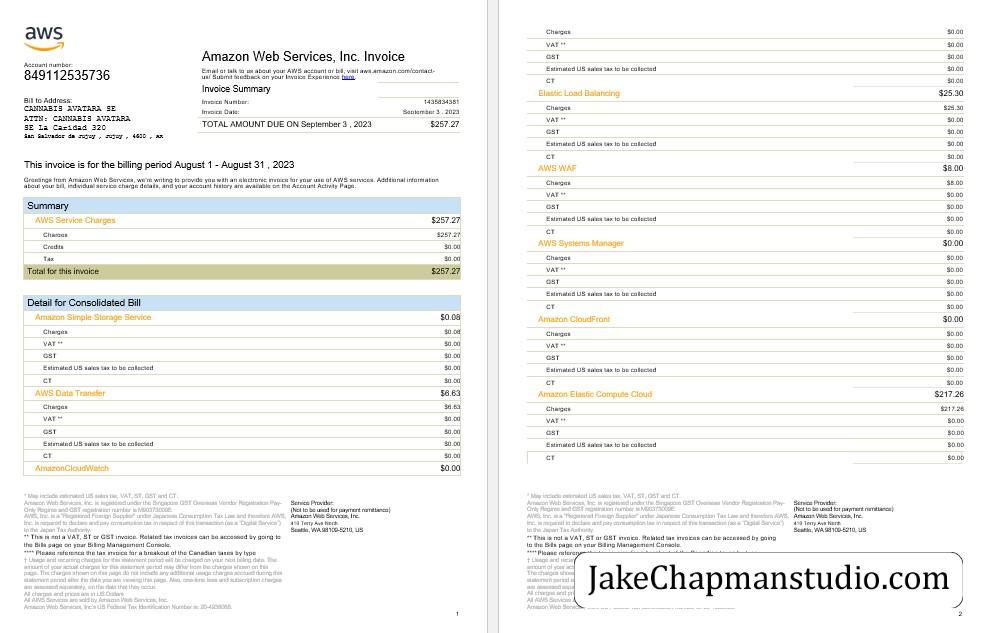 aws
Account number:
849112535736
Amazon Web Services, Inc. Invoice
Email or talk to us about your AWS account or bill, visit aws.amazon.com/contact-
us/ Submit feedback on your Invoice Experience here.
Invoice Summary
Invoice Number: 1435834381
Invoice Date: September 3 , 2023
TOTAL AMOUNT DUE ON September 3 , 2023 $257.27
Bill to Address:
CANNABIS AVATARA SE
ATTN: CANNABIS AVATARA
SE La Caridad 320
San Salvador de Jujuy , Jujuy , 4600 , AR
This invoice is for the billing period August 1 - August 31 , 2023
Greetings from Amazon Web Services, we're writing to provide you with an electronic invoice for your use of AWS services. Additional information
about your bill, individual service charge details, and your account history are available on the Account Activity Page.
Summary
AWS Service Charges $257.27
Charges $257.27
Credits $0.00
Tax $0.00
Total for this invoice $257.27
Detail for Consolidated Bill
Amazon Simple Storage Service $0.08
Charges $0.08
VAT ** $0.00
GST $0.00
Estimated US sales tax to be collected $0.00
CT $0.00
AWS Data Transfer $6.63
Charges $6.63
VAT ** $0.00
GST $0.00
Estimated US sales tax to be collected $0.00
CT $0.00
AmazonCloudWatch $0.00
* May include estimated US sales tax, VAT, ST, GST and CT.
Amazon Web Services, Inc. is registered under the Singapore GST Overseas Vendor Registration Pay-
Only Regime and GST registration number is M90373009E
AWS, Inc. is a "Registered Foreign Supplier" under Japanese Consumption Tax Law and therefore AWS,
Inc. is required to declare and pay consumption tax in respect of this transaction (as a "Digital Service")
to the Japan Tax Authority.
** This is not a VAT, ST or GST invoice. Related tax invoices can be accessed by going to
the Bills page on your Billing Management Console.
**** Please reference the tax invoice for a breakout of the Canadian taxes by type
† Usage and recurring charges for this statement period will be charged on your next billing date. The
amount of your actual charges for this statement period may differ from the charges shown on this
page. The charges shown on this page do not include any additional usage charges accrued during this
statement period after the date you are viewing this page. Also, one-time fees and subscription charges
are assessed separately, on the date that they occur.
All charges and prices are in US Dollars
All AWS Services are sold by Amazon Web Services, Inc.
Amazon Web Services, Inc's US Federal Tax Identification Number is: 20-4938068.
Service Provider:
(Not to be used for payment remittance)
Amazon Web Services, Inc.
410 Terry Ave North
Seattle, WA 98109-5210, US
1
Charges $0.00
VAT ** $0.00
GST $0.00
Estimated US sales tax to be collected $0.00
CT $0.00
Elastic Load Balancing $25.30
Charges $25.30
VAT ** $0.00
GST $0.00
Estimated US sales tax to be collected $0.00
CT $0.00
AWS WAF $8.00
Charges $8.00
VAT ** $0.00
GST $0.00
Estimated US sales tax to be collected $0.00
CT $0.00
AWS Systems Manager $0.00
Charges $0.00
VAT ** $0.00
GST $0.00
Estimated US sales tax to be collected $0.00
CT $0.00
Amazon CloudFront $0.00
Charges $0.00
VAT ** $0.00
GST $0.00
Estimated US sales tax to be collected $0.00
CT $0.00
Amazon Elastic Compute Cloud $217.26
Charges $217.26
VAT ** $0.00
GST $0.00
Estimated US sales tax to be collected $0.00
CT $0.00
* May include estimated US sales tax, VAT, ST, GST and CT.
Amazon Web Services, Inc. is registered under the Singapore GST Overseas Vendor Registration Pay-
Only Regime and GST registration number is M90373009E
AWS, Inc. is a "Registered Foreign Supplier" under Japanese Consumption Tax Law and therefore AWS,
Inc. is required to declare and pay consumption tax in respect of this transaction (as a "Digital Service")
to the Japan Tax Authority.
** This is not a VAT, ST or GST invoice. Related tax invoices can be accessed by going
to the Bills page on your Billing Management Console.
**** Please
† Usage and
amount of your
page. The
statement
are assessed
All charges and
All AWS Services
Amazon Web
Service Provider:
(Not to be used for payment remittance)
Amazon Web Services, Inc.
410 Terry Ave North
Seattle, WA 98109-5210, US
JakeChapmanstudio.com
2